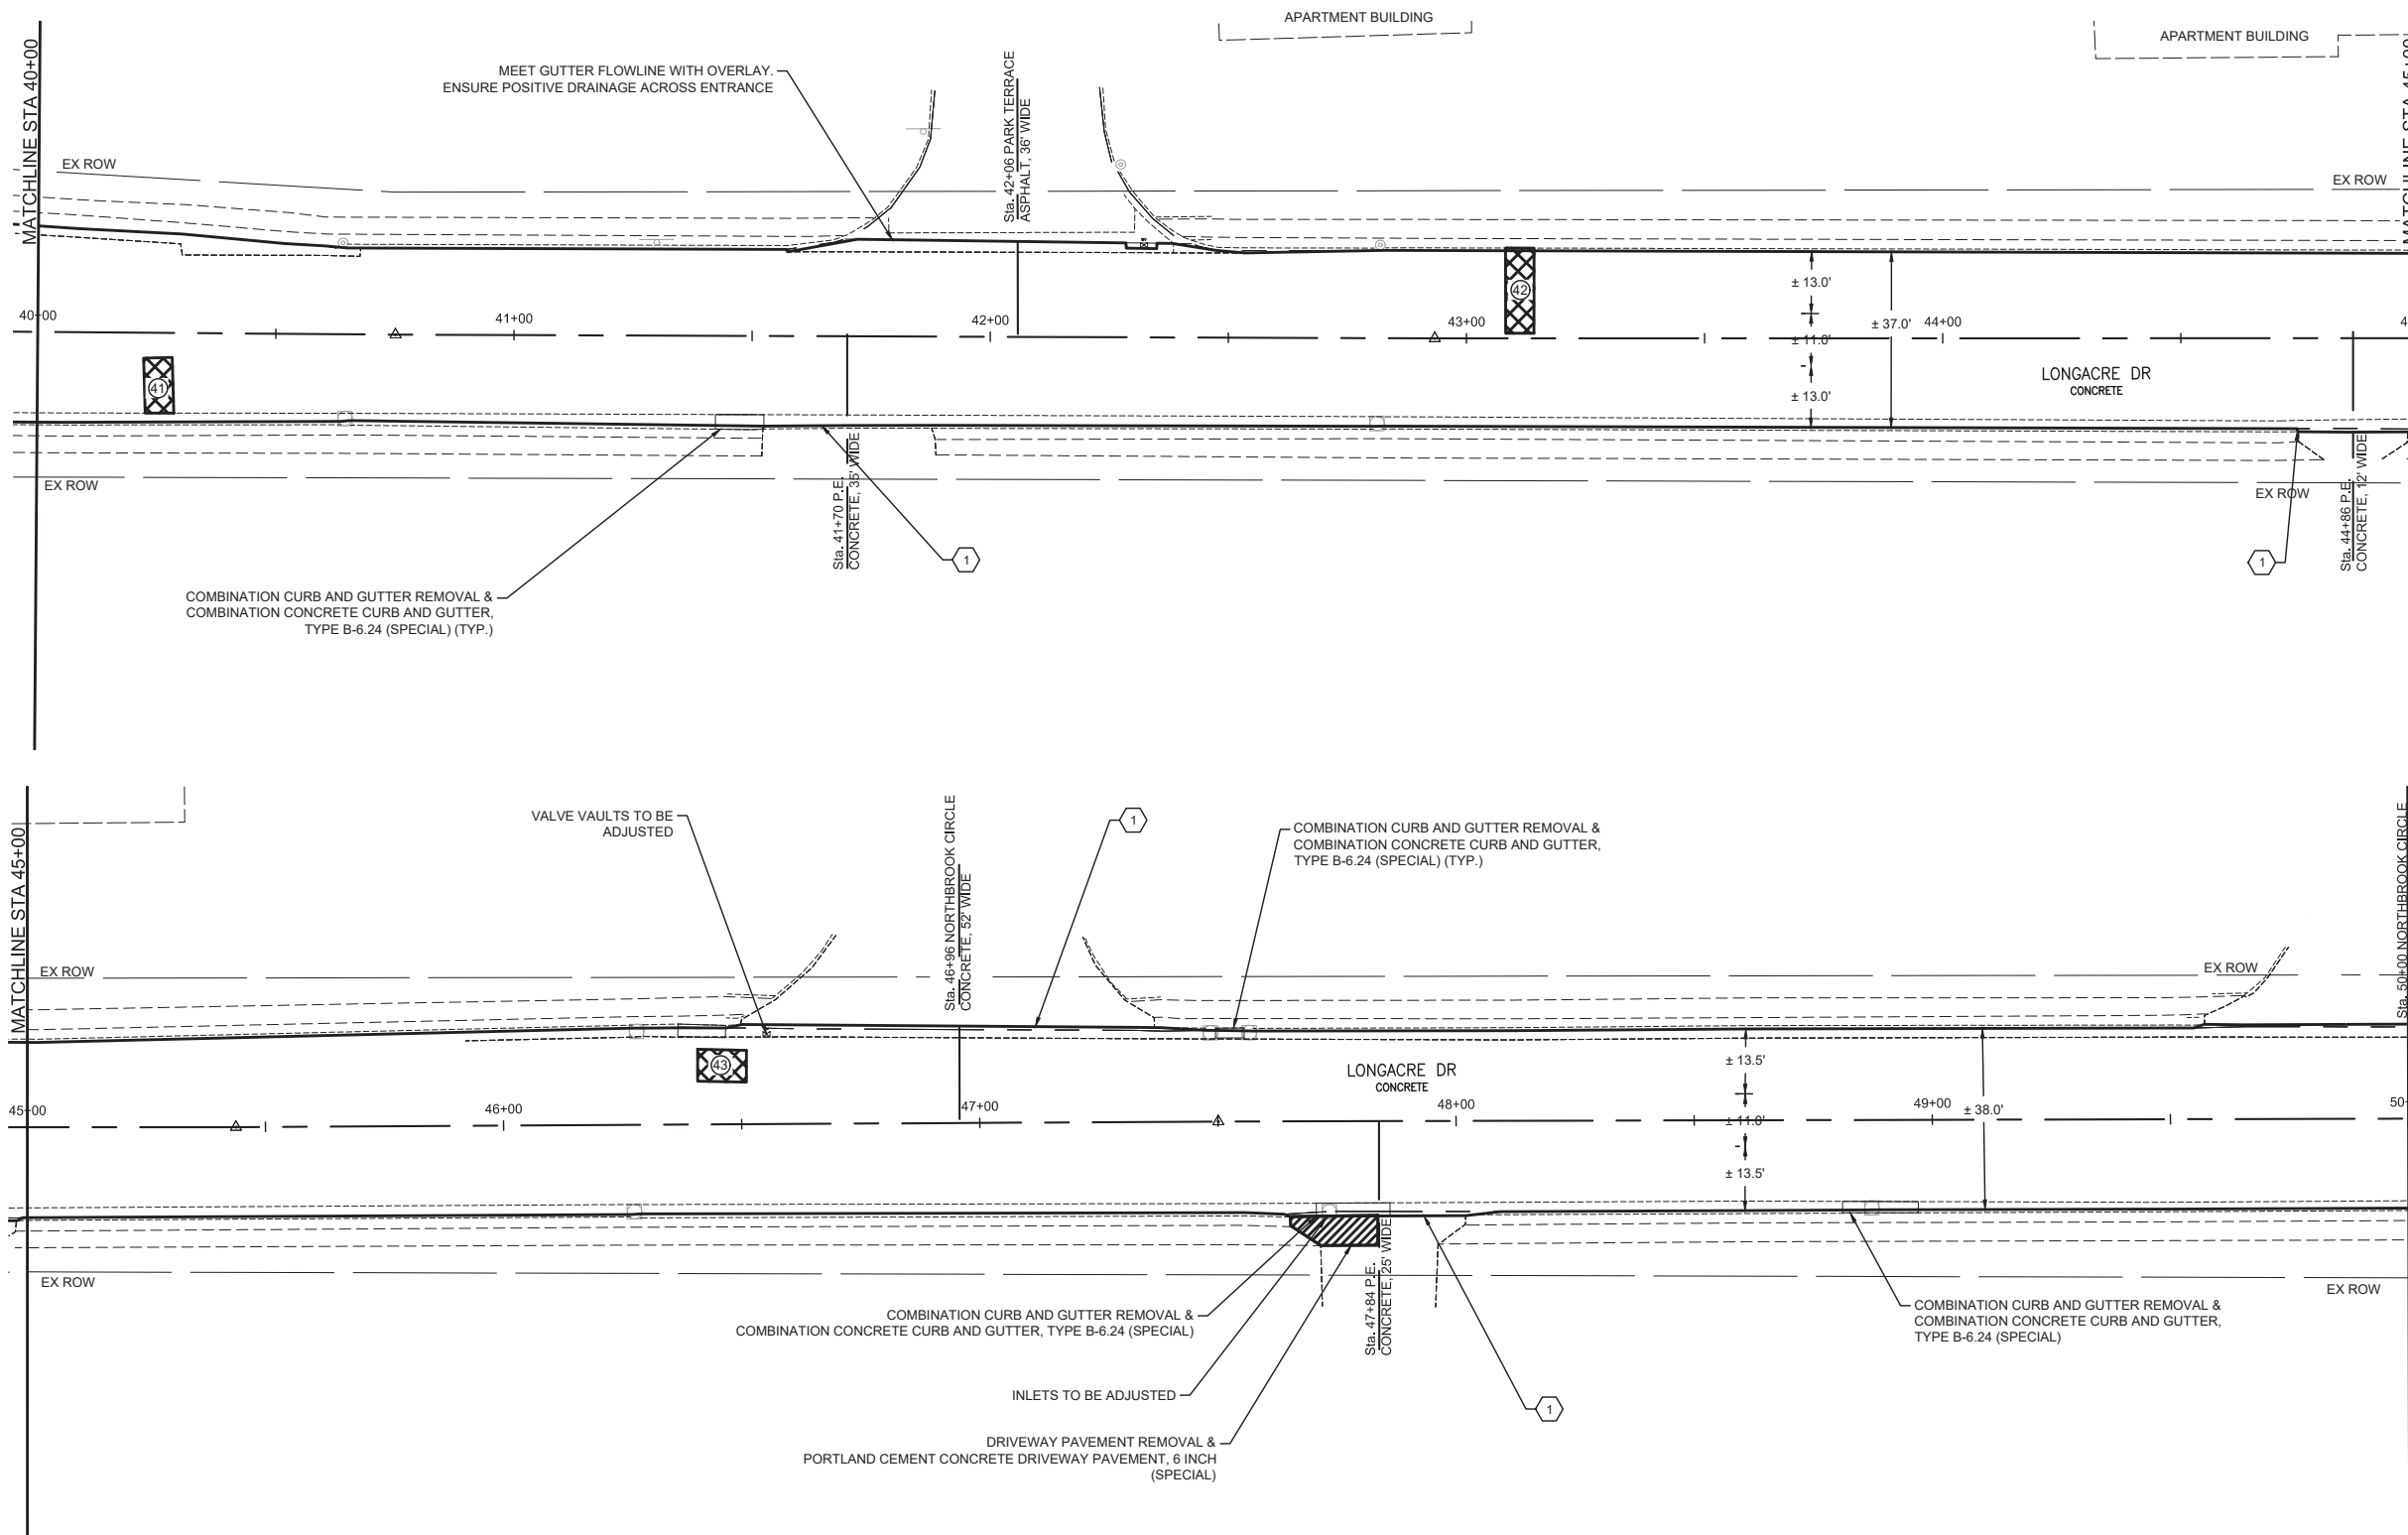 APARTMENT BUILDING
APARTMENT BUILDING
MATCHLINE STA 40+00
MEET GUTTER FLOWLINE WITH OVERLAY.
ENSURE POSITIVE DRAINAGE ACROSS ENTRANCE
Sta. 42+06 PARK TERRACE
ASPHALT, 36' WIDE
MATCHLINE STA 45+00
EX ROW
EX ROW
40+00
41+00
42+00
42
43+00
± 13.0'
± 11.0'
± 13.0'
± 37.0'
44+00
4
41
LONGACRE DR
CONCRETE
EX ROW
EX ROW
Sta. 41+70 P.E.
CONCRETE, 35' WIDE
1
1
Sta. 44+86 P.E.
CONCRETE, 12' WIDE
COMBINATION CURB AND GUTTER REMOVAL &
COMBINATION CONCRETE CURB AND GUTTER,
TYPE B-6.24 (SPECIAL) (TYP.)
MATCHLINE STA 45+00
VALVE VAULTS TO BE
ADJUSTED
Sta. 46+96 NORTHBROOK CIRCLE
CONCRETE, 52' WIDE
1
COMBINATION CURB AND GUTTER REMOVAL &
COMBINATION CONCRETE CURB AND GUTTER,
TYPE B-6.24 (SPECIAL) (TYP.)
Sta. 50+00 NORTHBROOK CIRCLE
EX ROW
EX ROW
43
LONGACRE DR
CONCRETE
± 13.5'
± 11.0'
± 13.5'
± 38.0'
45+00
46+00
47+00
48+00
49+00
50
EX ROW
EX ROW
Sta. 47+84 P.E.
CONCRETE, 25' WIDE
COMBINATION CURB AND GUTTER REMOVAL &
COMBINATION CONCRETE CURB AND GUTTER, TYPE B-6.24 (SPECIAL)
COMBINATION CURB AND GUTTER REMOVAL &
COMBINATION CONCRETE CURB AND GUTTER,
TYPE B-6.24 (SPECIAL)
INLETS TO BE ADJUSTED
1
DRIVEWAY PAVEMENT REMOVAL &
PORTLAND CEMENT CONCRETE DRIVEWAY PAVEMENT, 6 INCH
(SPECIAL)